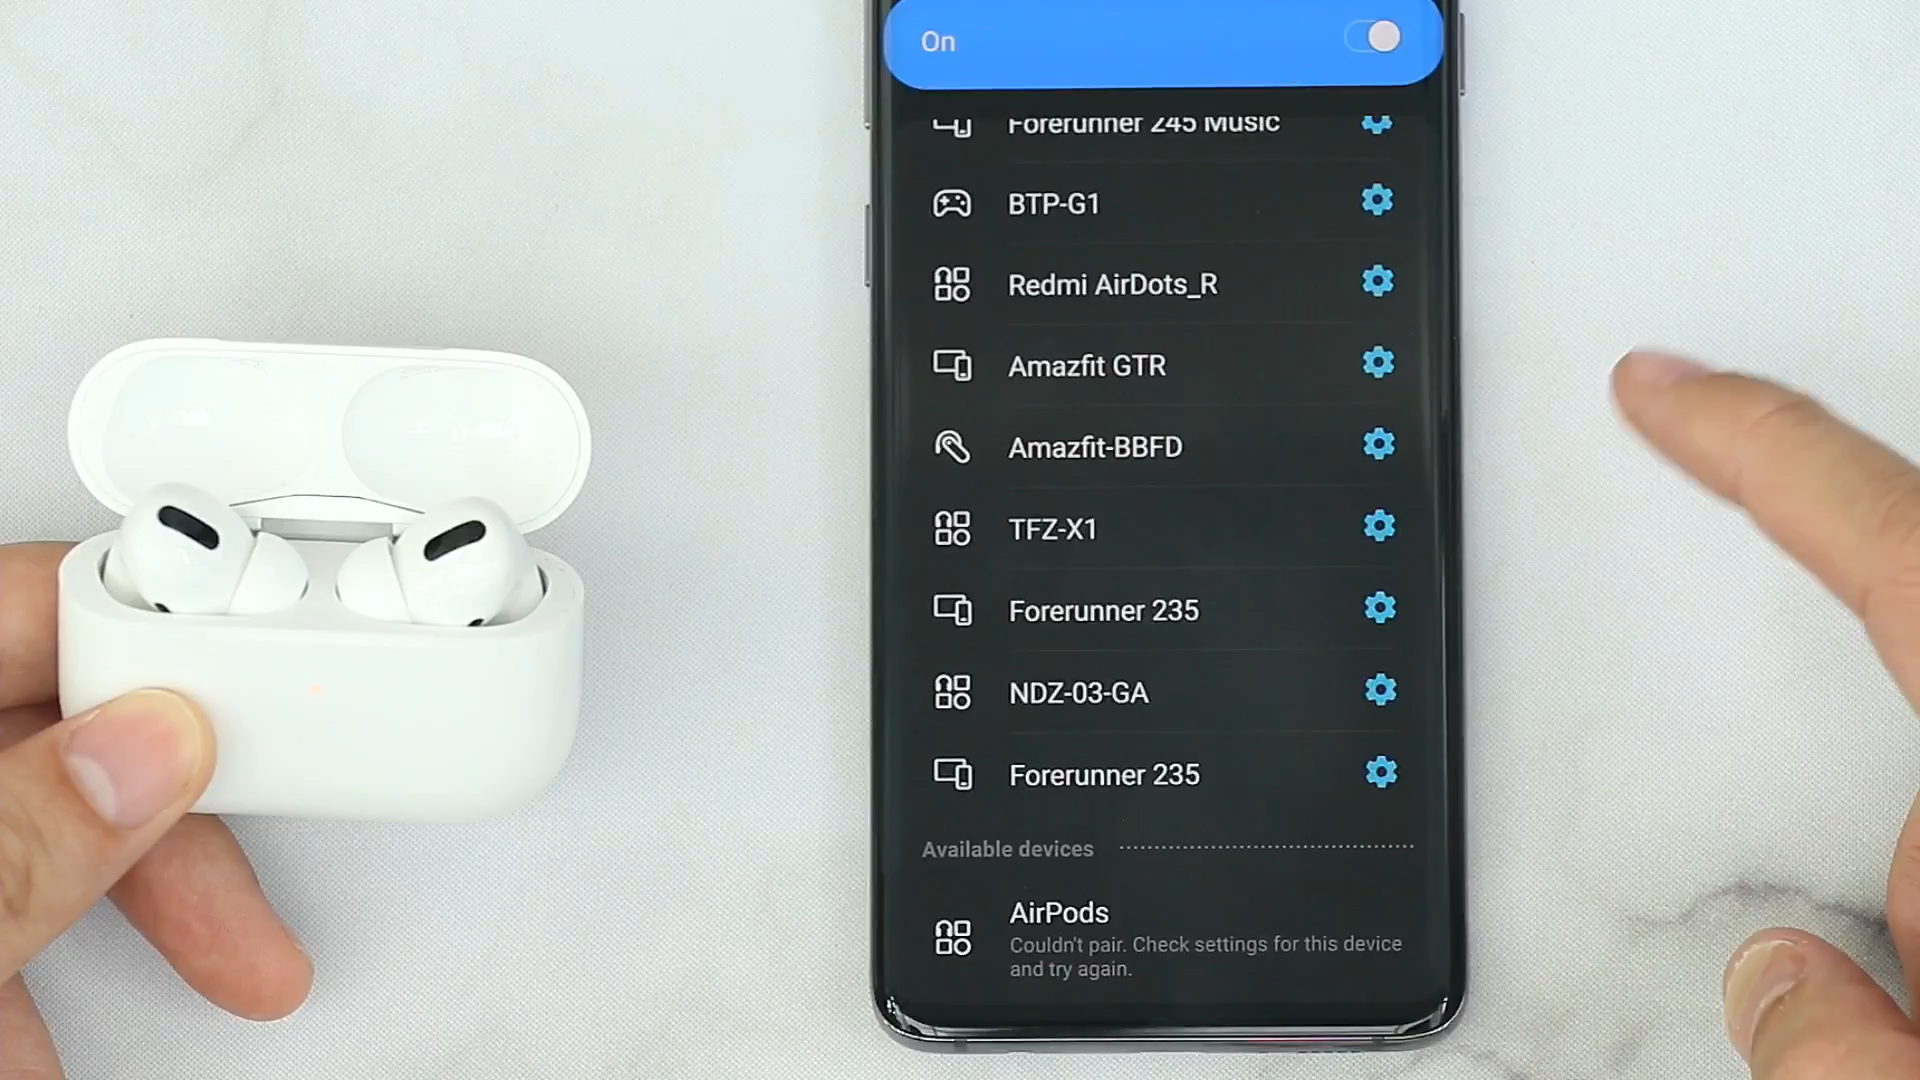 On
Forerunner 245 Music
BTP-G1
Redmi AirDots_R
Amazfit GTR
Amazfit-BBFD
TFZ-X1
Forerunner 235
NDZ-03-GA
Forerunner 235
Available devices
AirPods
Couldn't pair. Check settings for this device
and try again.